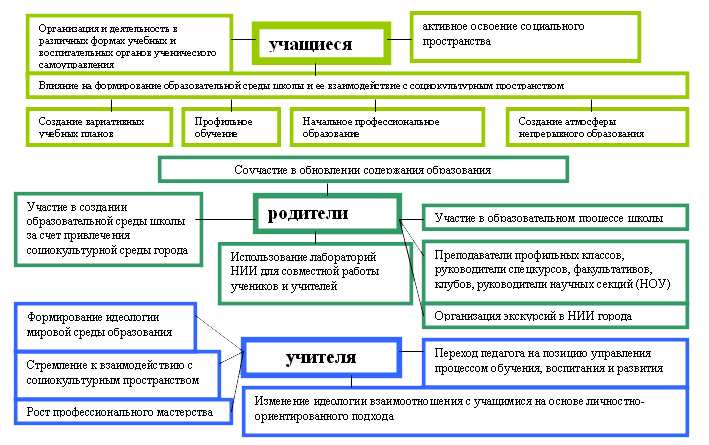 Организация и деятельность в
различных формах учебных и
воспитательных органов ученического
самоуправления
учащиеся
активное освоение социального
пространства
Влияние на формирование образовательной среды школы и ее взаимодействие с социокультурным пространством
Создание вариативных
учебных планов
Профильное
обучение
Начальное профессиональное
образование
Создание атмосферы
непрерывного образования
Соучастие в обновлении содержания образования
Участие в создании
образовательной среды школы
за счет привлечения
социокультурной среды города
родители
Участие в образовательном процессе школы
Использование лабораторий
НИИ для совместной работы
учеников и учителей
Преподаватели профильных классов,
руководители спецкурсов, факультативов,
клубов, руководители научных секций (НОУ)
Организация экскурсий в НИИ города
Формирование идеологии
мировой среды образования
Стремление к взаимодействию с
социокультурным пространством
Рост профессионального мастерства
учителя
Переход педагога на позицию управления
процессом обучения, воспитания и развития
Изменение идеологии взаимоотношения с учащимися на основе личностно-
ориентированного подхода